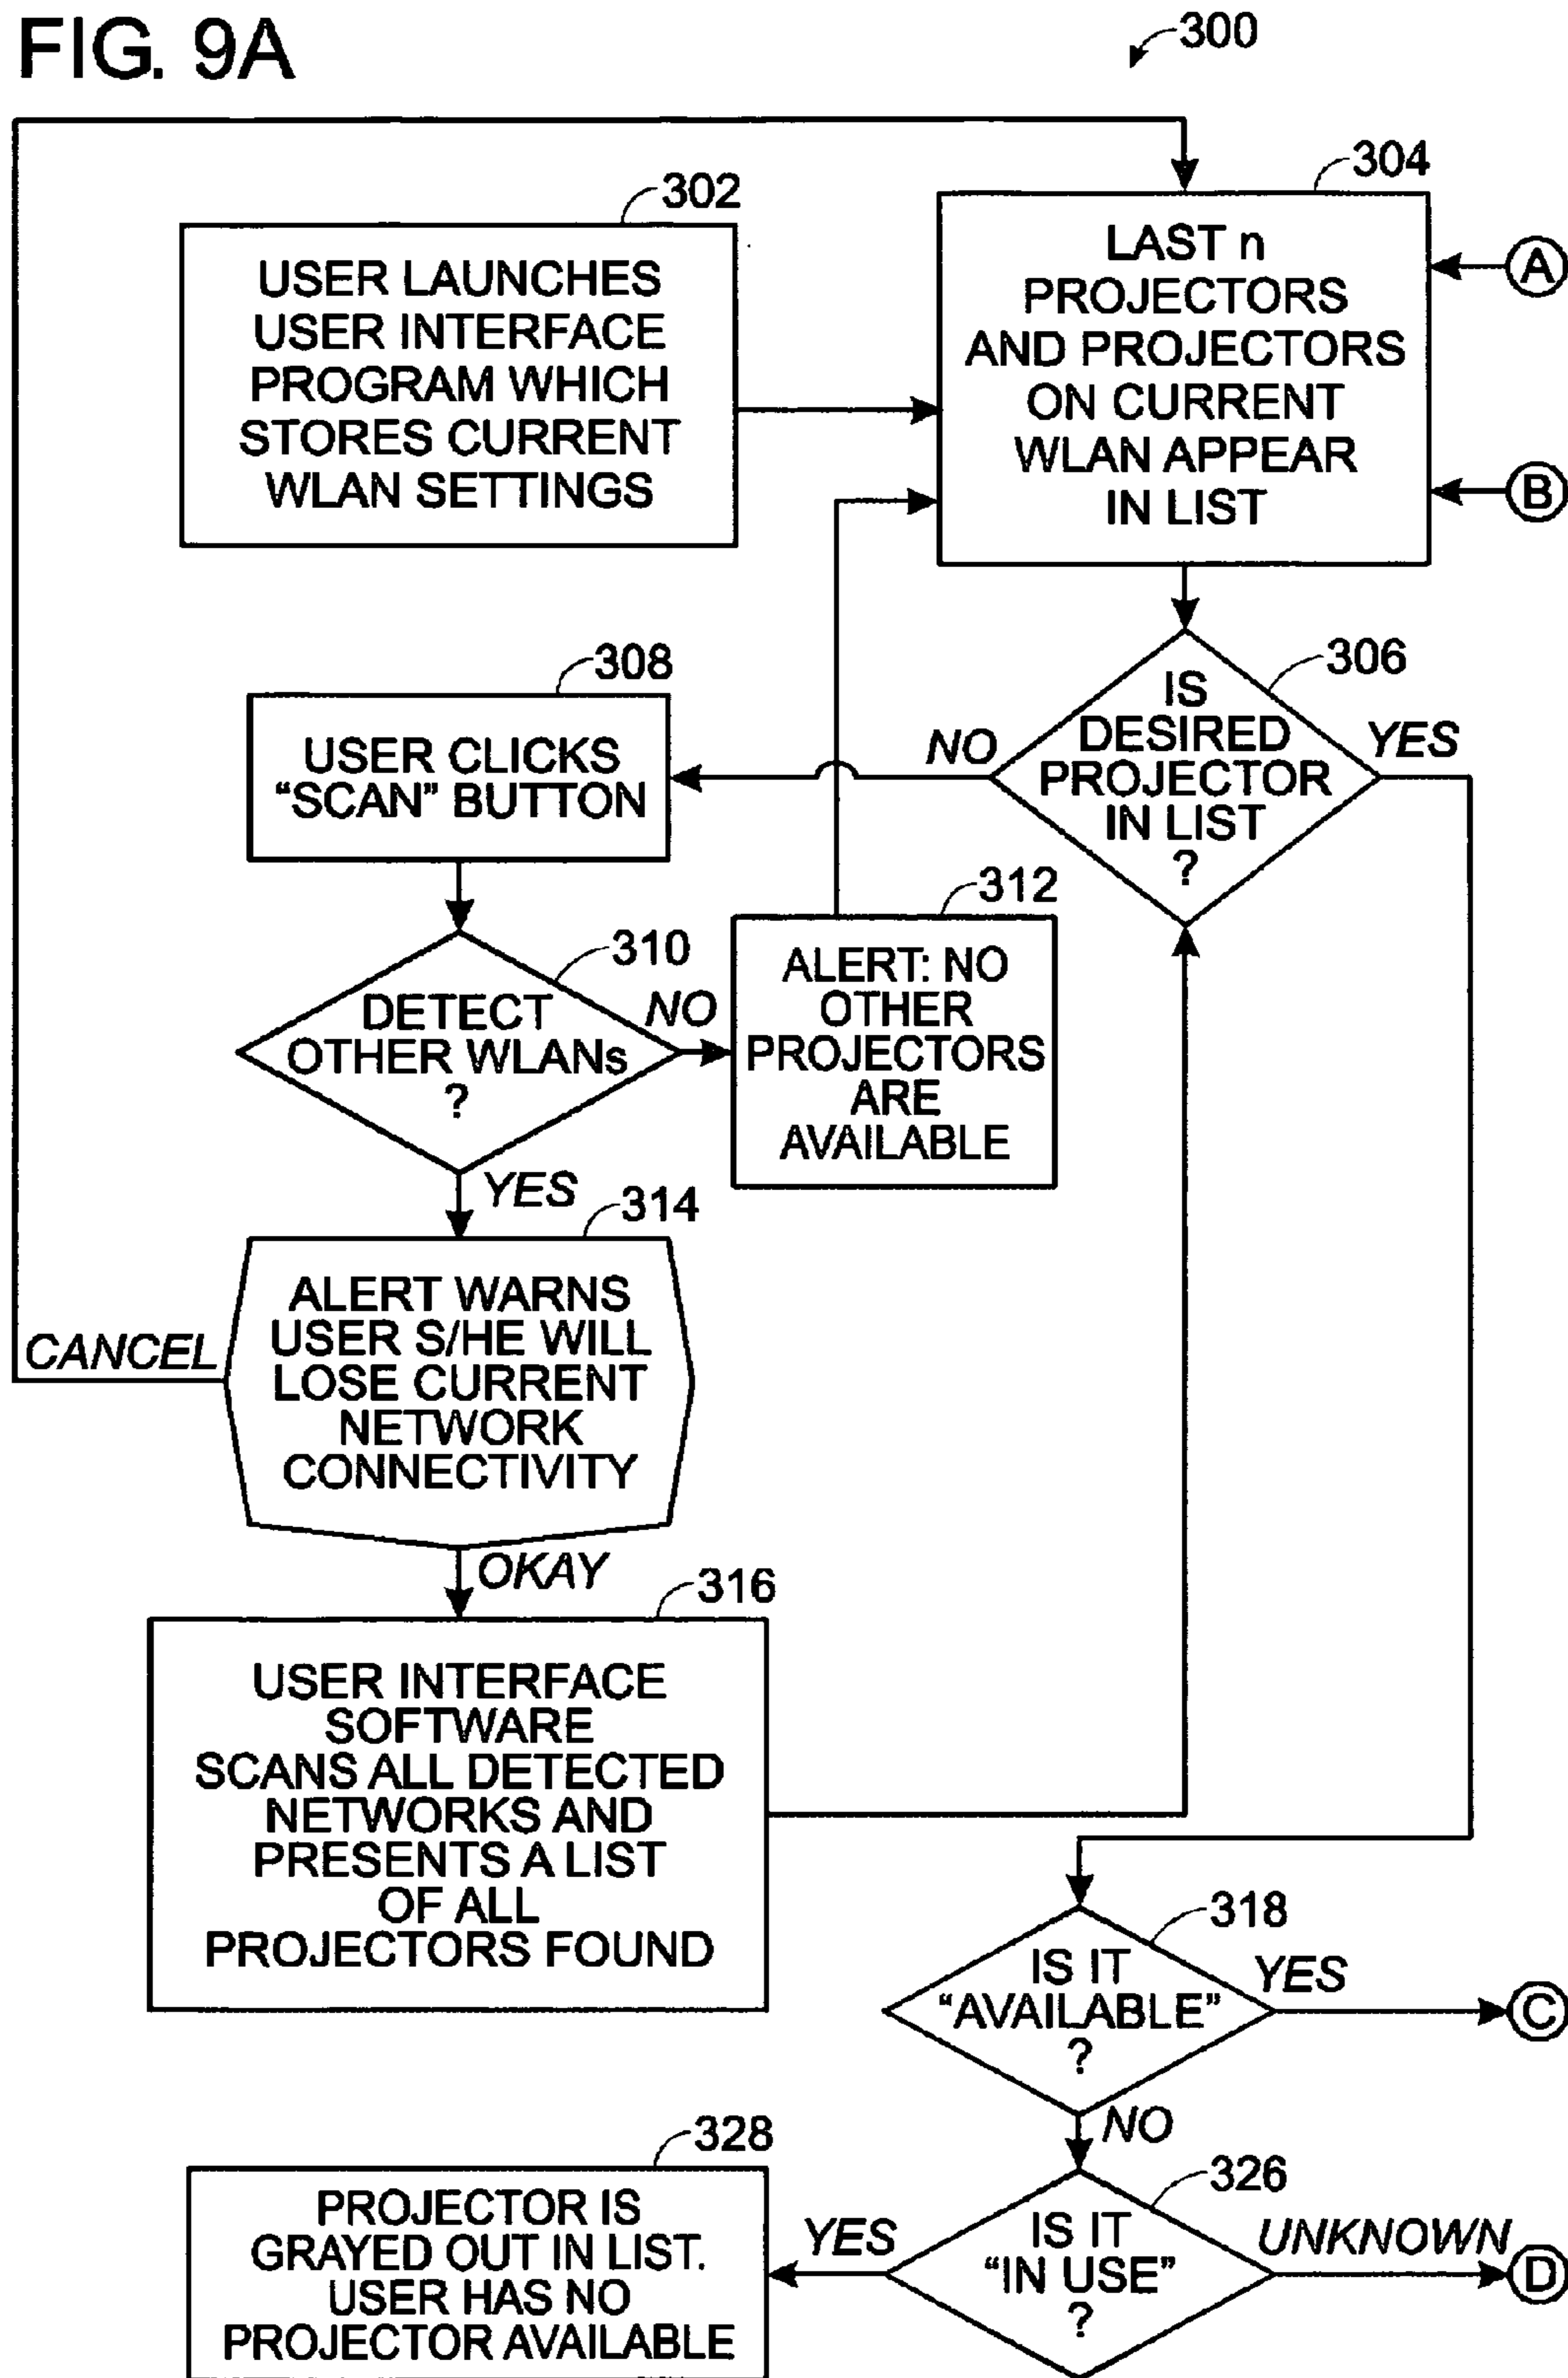 FIG. 9A
300
302
USER LAUNCHES
USER INTERFACE
PROGRAM WHICH
STORES CURRENT
WLAN SETTINGS
304
LAST n
PROJECTORS
AND PROJECTORS
ON CURRENT
WLAN APPEAR
IN LIST
A
B
306
IS
DESIRED
PROJECTOR
IN LIST
?
NO
YES
308
USER CLICKS
“SCAN” BUTTON
310
DETECT
OTHER WLANs
?
NO
312
ALERT: NO
OTHER
PROJECTORS
ARE
AVAILABLE
YES
314
ALERT WARNS
USER S/HE WILL
LOSE CURRENT
NETWORK
CONNECTIVITY
CANCEL
OKAY
316
USER INTERFACE
SOFTWARE
SCANS ALL DETECTED
NETWORKS AND
PRESENTS A LIST
OF ALL
PROJECTORS FOUND
318
IS IT
“AVAILABLE”
?
YES
C
NO
326
IS IT
“IN USE”
?
UNKNOWN
D
YES
328
PROJECTOR IS
GRAYED OUT IN LIST.
USER HAS NO
PROJECTOR AVAILABLE